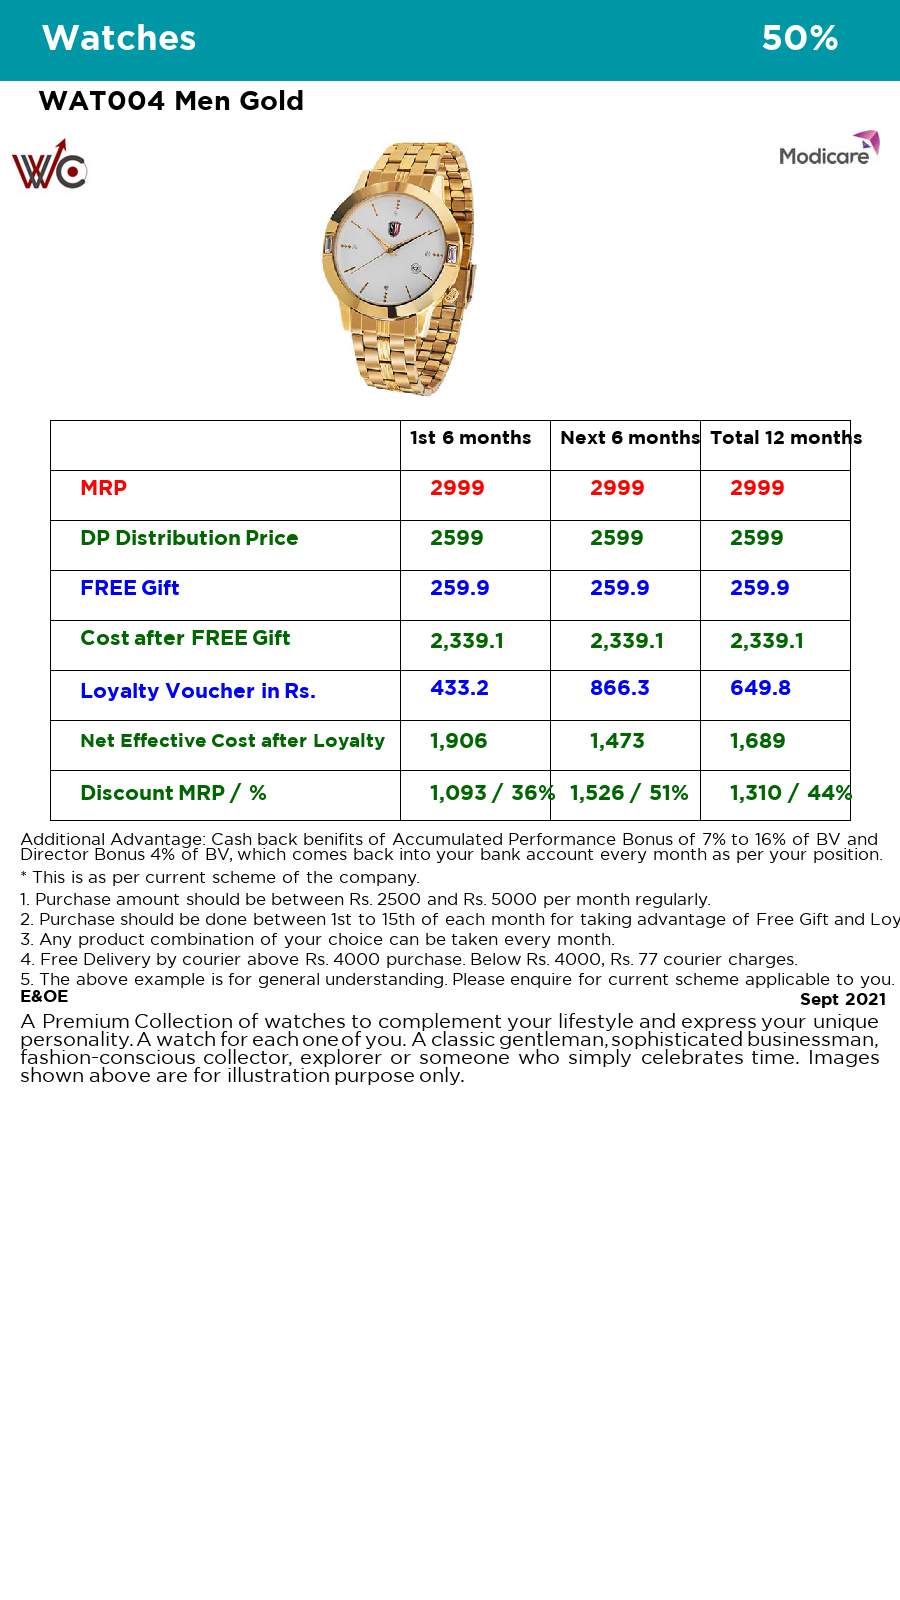 Watches 50%
WAT004 Men Gold
WC
Modicare
1st 6 months Next 6 months Total 12 months
MRP 2999 2999 2999
DP Distribution Price 2599 2599 2599
FREE Gift 259.9 259.9 259.9
Cost after FREE Gift 2,339.1 2,339.1 2,339.1
Loyalty Voucher in Rs. 433.2 866.3 649.8
Net Effective Cost after Loyalty 1,906 1,473 1,689
Discount MRP / % 1,093 / 36% 1,526 / 51% 1,310 / 44%
Additional Advantage: Cash back benifits of Accumulated Performance Bonus of 7% to 16% of BV and
Director Bonus 4% of BV, which comes back into your bank account every month as per your position.
* This is as per current scheme of the company.
1. Purchase amount should be between Rs. 2500 and Rs. 5000 per month regularly.
2. Purchase should be done between 1st to 15th of each month for taking advantage of Free Gift and Loy
3. Any product combination of your choice can be taken every month.
4. Free Delivery by courier above Rs. 4000 purchase. Below Rs. 4000, Rs. 77 courier charges.
5. The above example is for general understanding. Please enquire for current scheme applicable to you.
E&OE
Sept 2021
A Premium Collection of watches to complement your lifestyle and express your unique
personality. A watch for each one of you. A classic gentleman, sophisticated businessman,
fashion-conscious collector, explorer or someone who simply celebrates time. Images
shown above are for illustration purpose only.